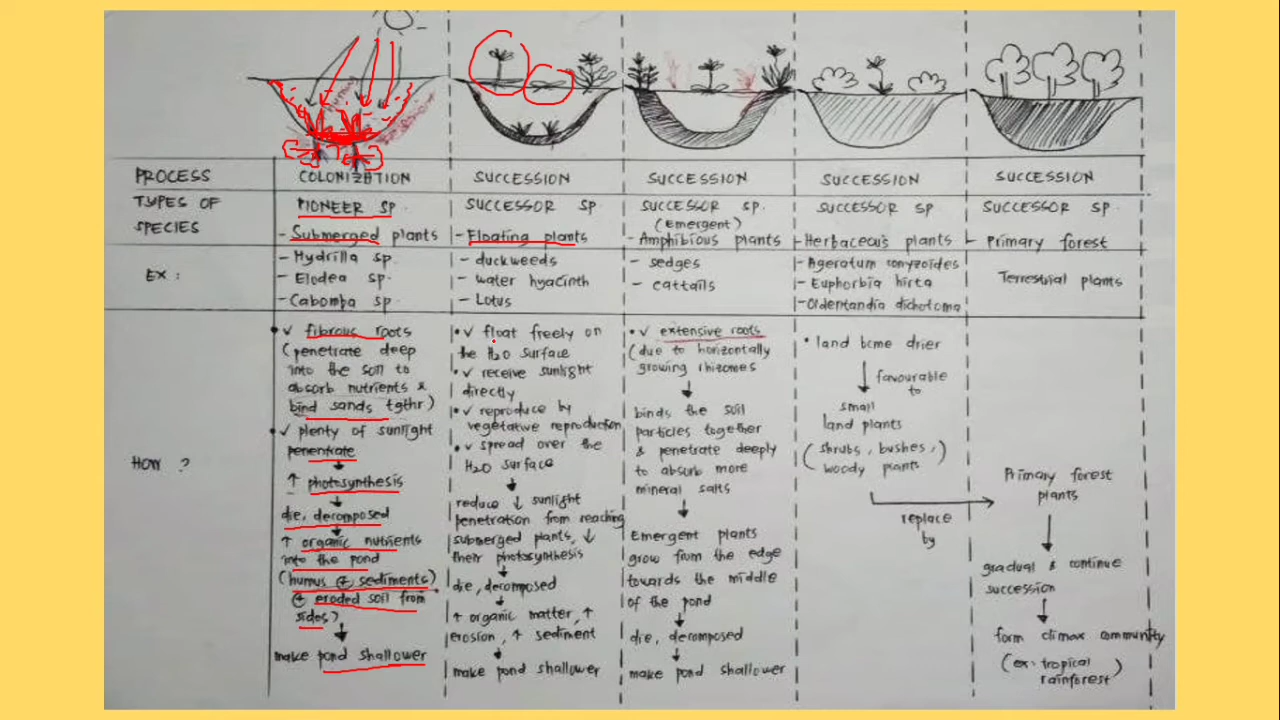 humus
erosion
PROCESS
COLONIZATION
SUCCESSION
SUCCESSION
SUCCESSION
SUCCESSION
TYPES OF
SPECIES
PIONEER sp.
- Submerged plants
SUCCESSOR sp
- Floating plants
SUCCESSOR sp.
(Emergent)
- Amphibious plants
SUCCESSOR sp
- Herbaceous plants
SUCCESSOR sp.
- Primary forest
EX :
- Hydrilla sp.
- Elodea sp.
- Cabomba sp.
- duckweeds
- water hyacinth
- Lotus
- sedges
- cattails
- Ageratum conyzoides
- Euphorbia hirta
- Oldentandia dichotoma
Terrestrial plants
HOW ?
• ✓ fibrous roots
(penetrate deep
into the soil to
absorb nutrients &
bind sands tgthr)
• ✓ plenty of sunlight
penentrate
↓
↑ photosynthesis
↓
die, decomposed
↓
↑ organic nutrients
into the pond
(humus & sediments)
(+ eroded soil from
sides)
↓
make pond shallower
• ✓ float freely on
the H2O surface
• ✓ receive sunlight
directly
• ✓ reproduce by
vegetative reproduction
• ✓ spread over the
H2O surface
↓
reduce ↓ sunlight
penetration from reaching
submerged plants, ↓
their photosynthesis
↓
die, decomposed
↓
↑ organic matter, ↑
erosion, ↑ sediment
↓
make pond shallower
• ✓ extensive roots
(due to horizontally
growing rhizomes)
↓
binds the soil
particles together
& penetrate deeply
to absorb more
mineral salts
↓
Emergent plants
grow from the edge
towards the middle
of the pond
↓
die, decomposed
↓
make pond shallower
• land bcme drier
↓ favourable
to
small
land plants
(shrubs, bushes,
woody plants)
→
replace
by
Primary forest
plants
↓
gradual & continue
succession
↓
form climax community
(ex: tropical
rainforest)